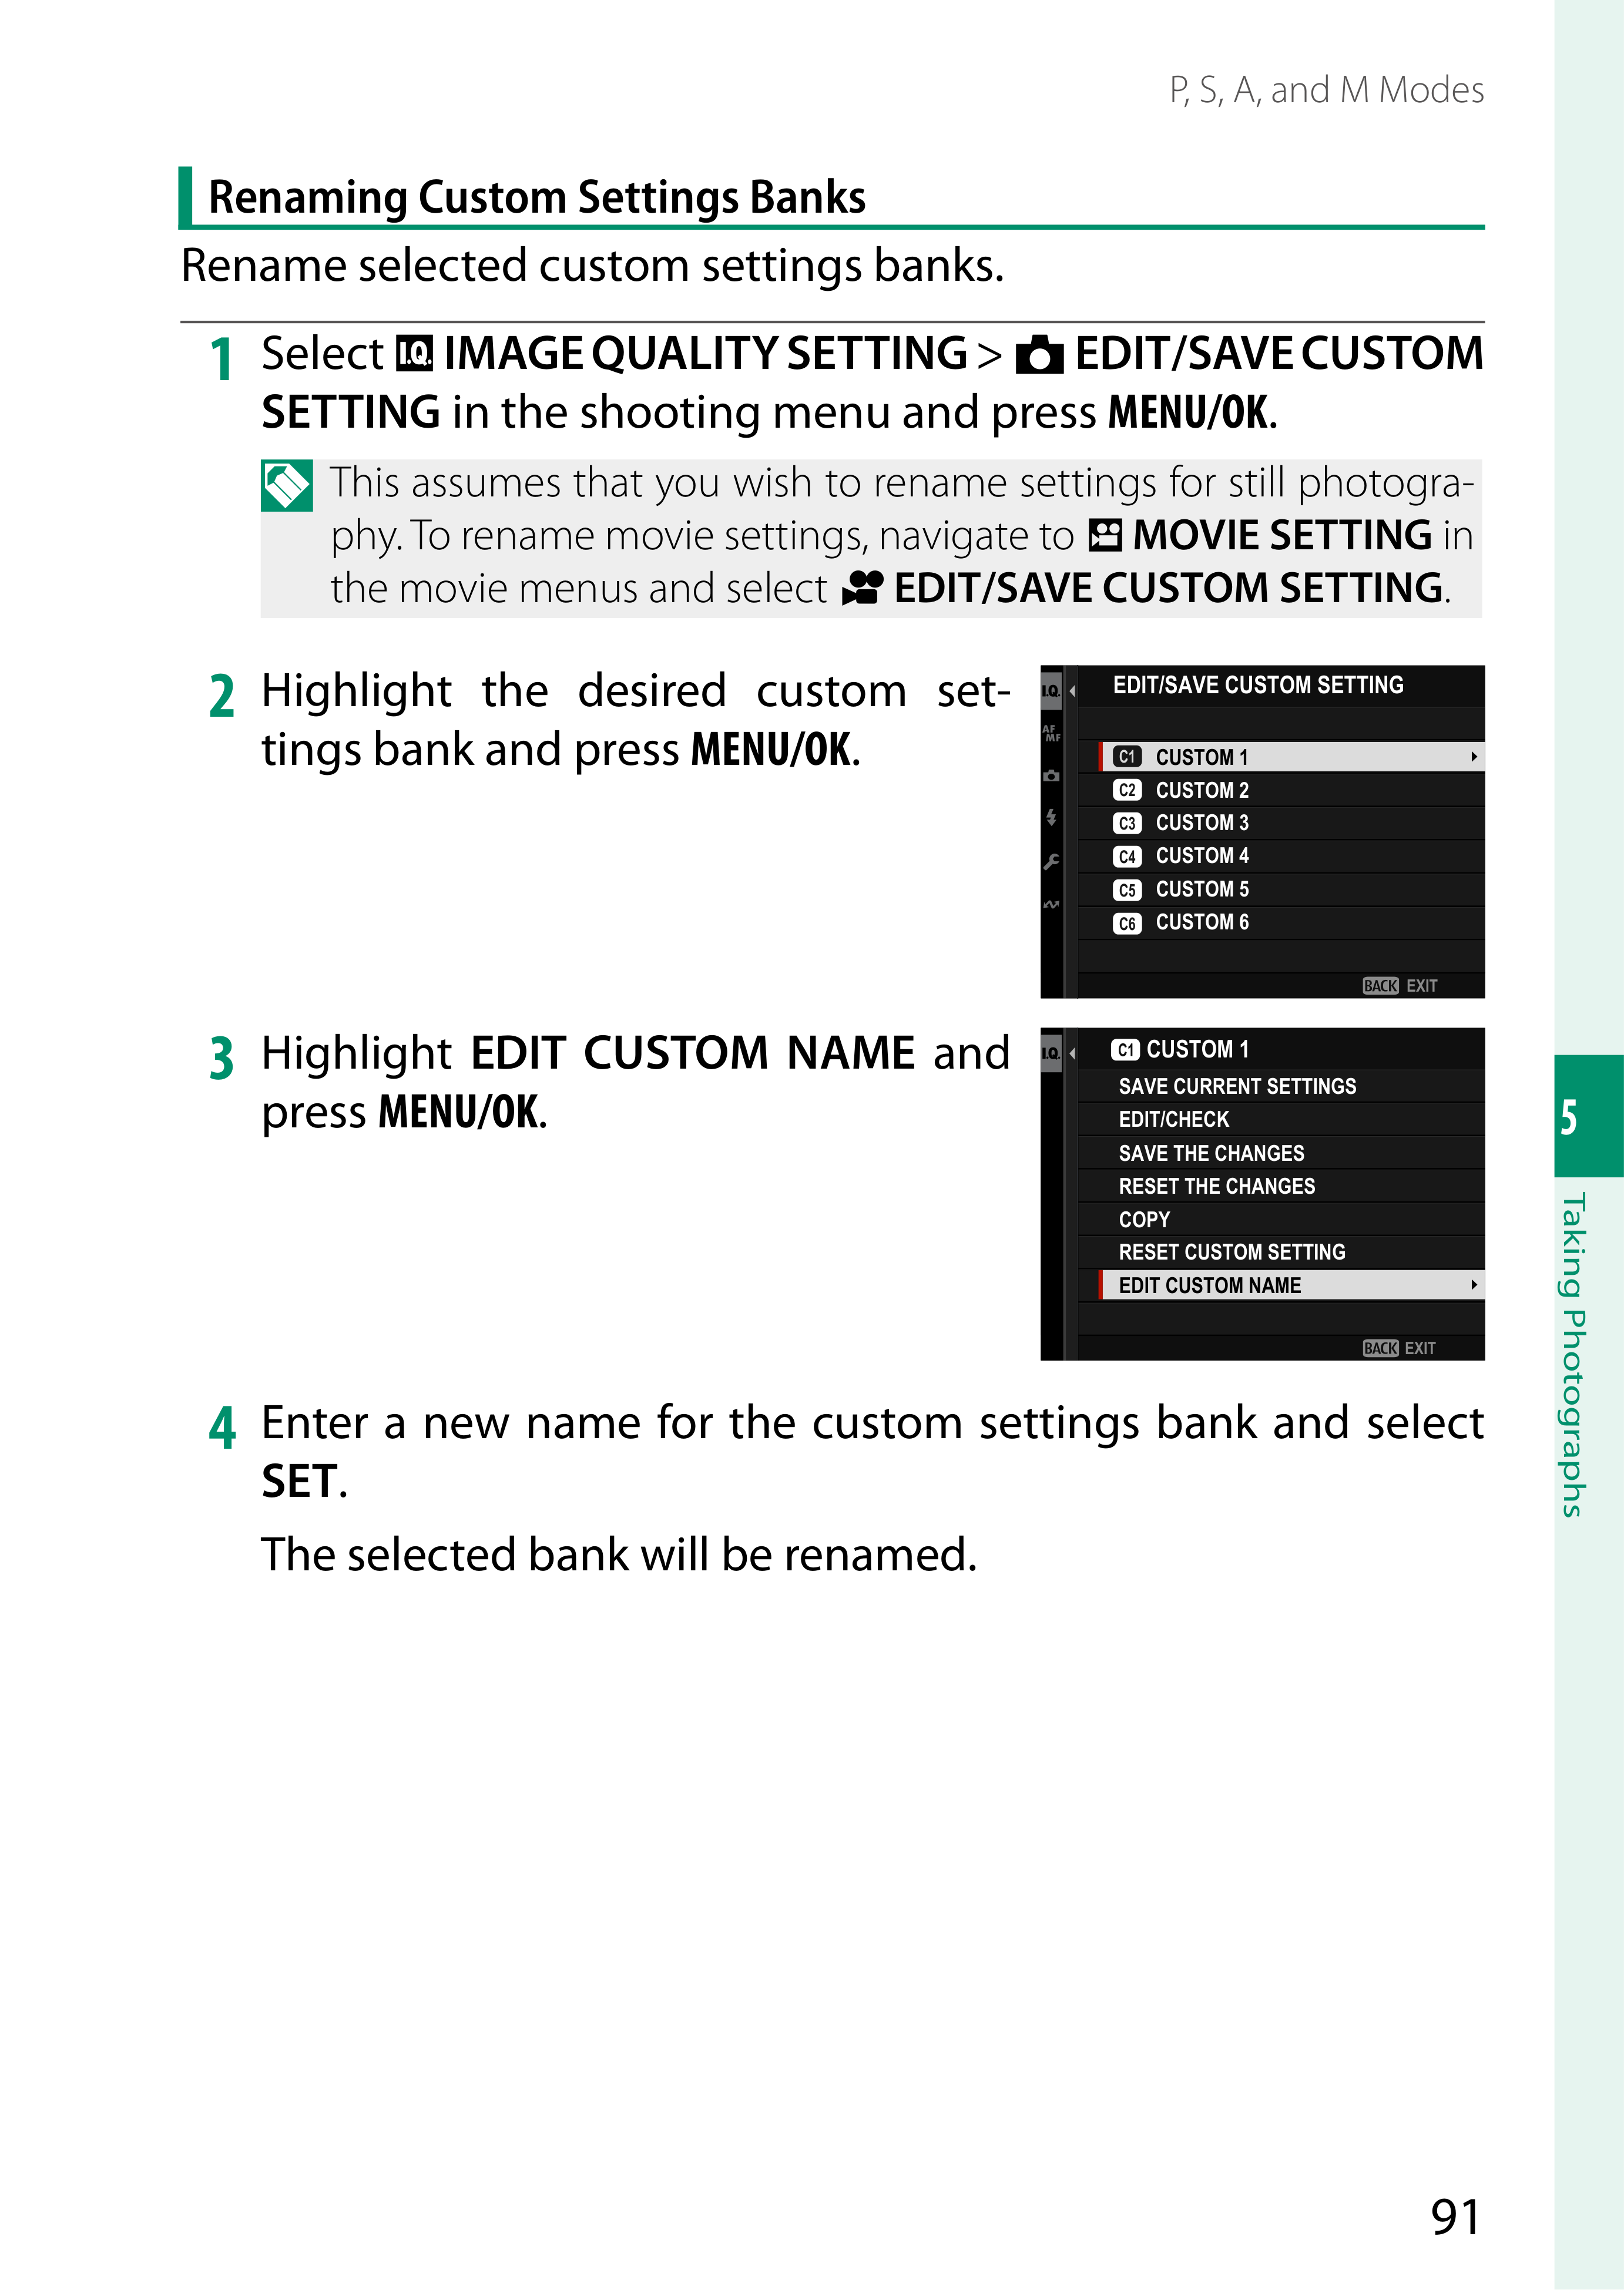 P, S, A, and M Modes
Renaming Custom Settings Banks
Rename selected custom settings banks.
1 Select I.Q. IMAGE QUALITY SETTING > EDIT/SAVE CUSTOM
SETTING in the shooting menu and press MENU/OK.
This assumes that you wish to rename settings for still photogra-
phy. To rename movie settings, navigate to MOVIE SETTING in
the movie menus and select EDIT/SAVE CUSTOM SETTING.
2 Highlight the desired custom set-
tings bank and press MENU/OK.
I.Q. EDIT/SAVE CUSTOM SETTING
AF
MF
C1 CUSTOM 1
C2 CUSTOM 2
C3 CUSTOM 3
C4 CUSTOM 4
C5 CUSTOM 5
C6 CUSTOM 6
BACK EXIT
3 Highlight EDIT CUSTOM NAME and
press MENU/OK.
I.Q. C1 CUSTOM 1
SAVE CURRENT SETTINGS
EDIT/CHECK
SAVE THE CHANGES
RESET THE CHANGES
COPY
RESET CUSTOM SETTING
EDIT CUSTOM NAME
BACK EXIT
4 Enter a new name for the custom settings bank and select
SET.
The selected bank will be renamed.
5
Taking Photographs
91